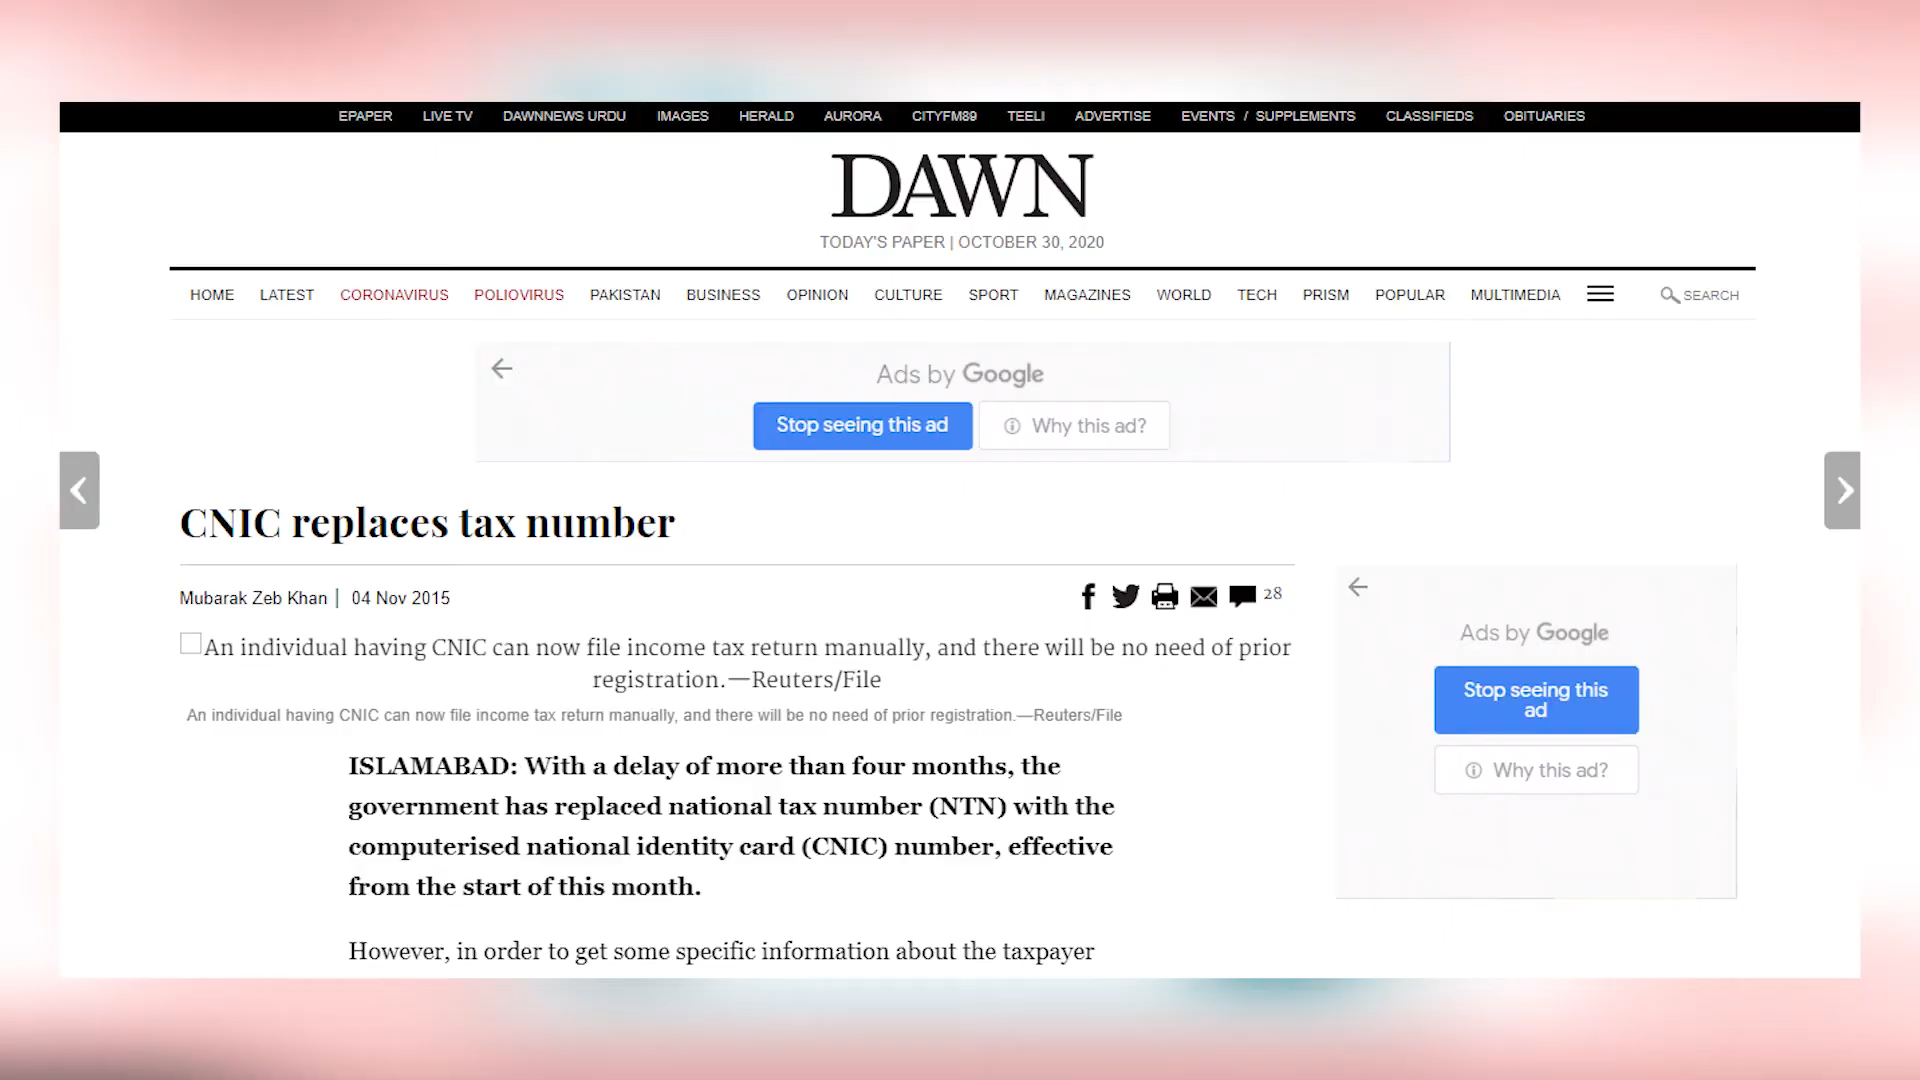 EPAPER LIVE TV DAWNNEWS URDU IMAGES HERALD AURORA CITYFM89 TEELI ADVERTISE EVENTS / SUPPLEMENTS CLASSIFIEDS OBITUARIES
DAWN
TODAY'S PAPER | OCTOBER 30, 2020
HOME LATEST CORONAVIRUS POLIOVIRUS PAKISTAN BUSINESS OPINION CULTURE SPORT MAGAZINES WORLD TECH PRISM POPULAR MULTIMEDIA SEARCH
Ads by Google
Stop seeing this ad Why this ad?
CNIC replaces tax number
Mubarak Zeb Khan | 04 Nov 2015 28
An individual having CNIC can now file income tax return manually, and there will be no need of prior
registration.—Reuters/File
An individual having CNIC can now file income tax return manually, and there will be no need of prior registration.—Reuters/File
ISLAMABAD: With a delay of more than four months, the
government has replaced national tax number (NTN) with the
computerised national identity card (CNIC) number, effective
from the start of this month.
However, in order to get some specific information about the taxpayer
Ads by Google
Stop seeing this
ad
Why this ad?